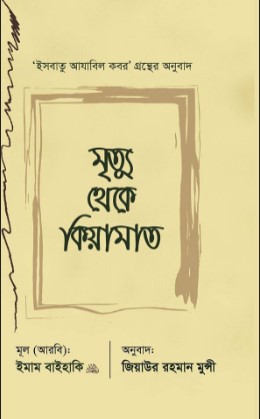 'ইসবাতু আযাবিল কবর' গ্রন্থের অনুবাদ
মৃত্যু
থেকে
কিয়ামাত
মূল (আরবি):
ইমাম বাইহাকি
অনুবাদ:
জিয়াউর রহমান মুন্সী